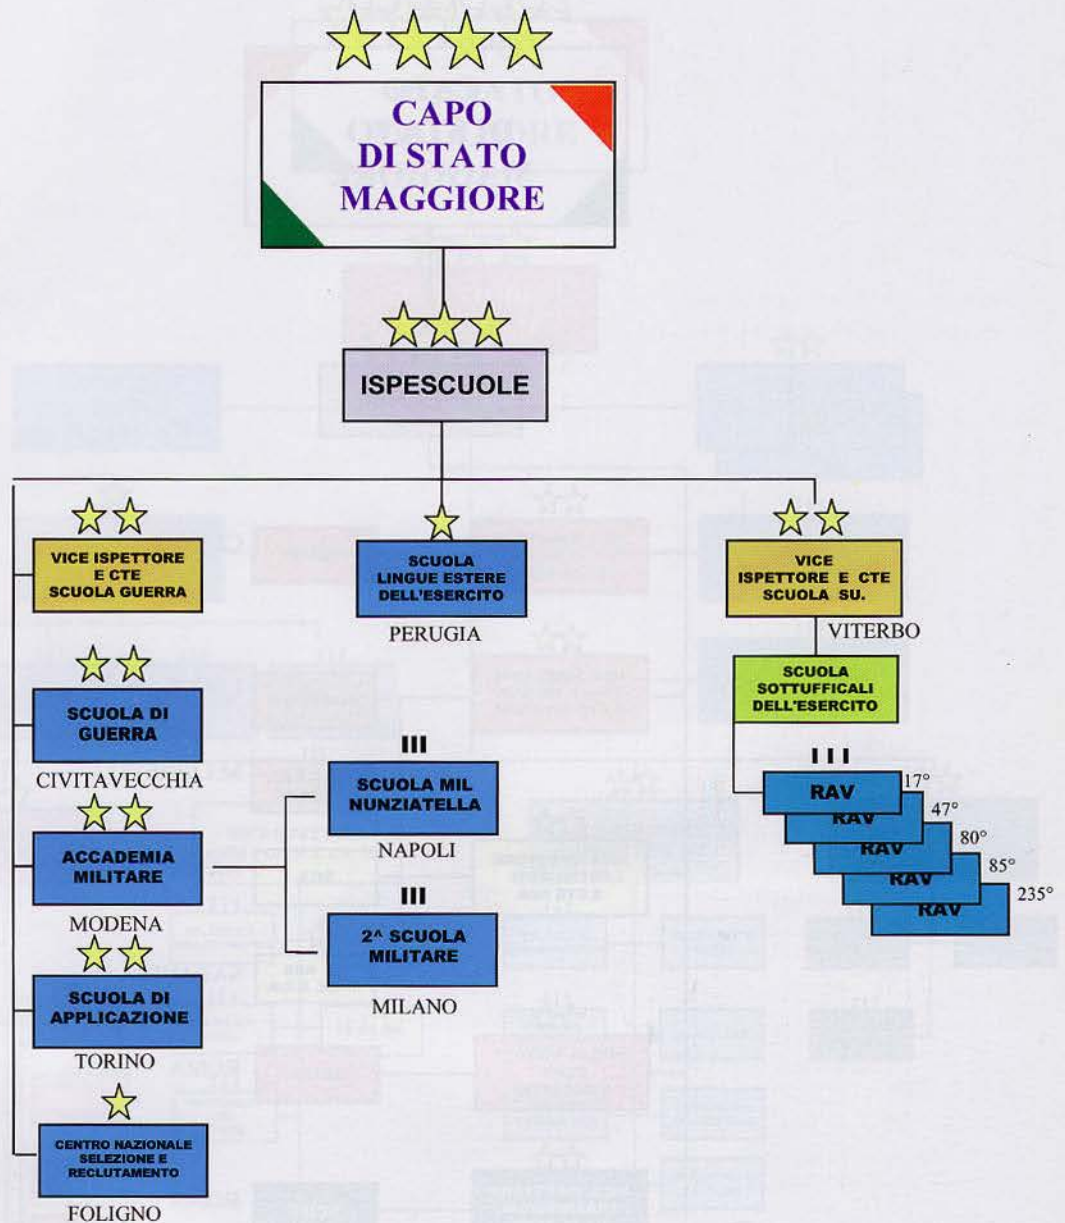 CAPO
DI STATO
MAGGIORE
ISPESCUOLE
VICE ISPETTORE
E CTE
SCUOLA GUERRA
SCUOLA
LINGUE ESTERE
DELL'ESERCITO
PERUGIA
VICE
ISPETTORE E CTE
SCUOLA SU.
VITERBO
SCUOLA
SOTTUFFICALI
DELL'ESERCITO
SCUOLA DI
GUERRA
CIVITAVECCHIA
III
SCUOLA MIL
NUNZIATELLA
NAPOLI
III
RAV
17°
RAV
47°
RAV
80°
RAV
85°
RAV
235°
ACCADEMIA
MILITARE
MODENA
III
2^ SCUOLA
MILITARE
MILANO
SCUOLA DI
APPLICAZIONE
TORINO
CENTRO NAZIONALE
SELEZIONE E
RECLUTAMENTO
FOLIGNO